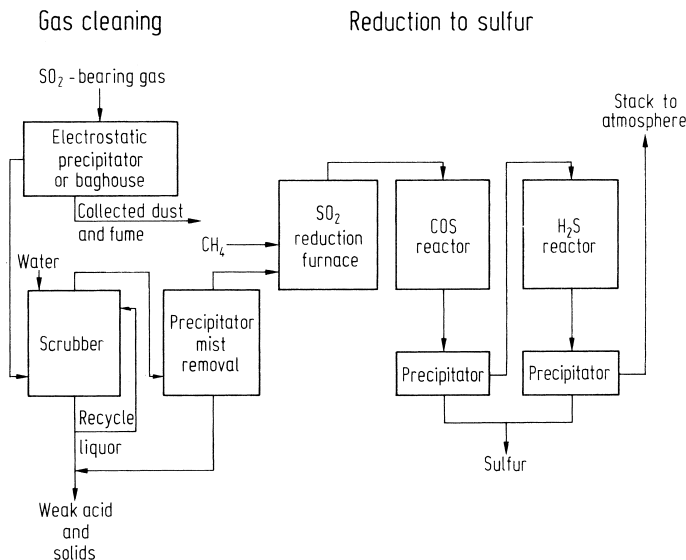 Gas cleaning
Reduction to sulfur
SO₂ - bearing gas
Electrostatic
precipitator
or baghouse
Collected dust
and fume
Water
Scrubber
Recycle
liquor
Weak acid
and
solids
Precipitator
mist
removal
CH₄
SO₂
reduction
furnace
COS
reactor
H₂S
reactor
Precipitator
Precipitator
Sulfur
Stack to
atmosphere